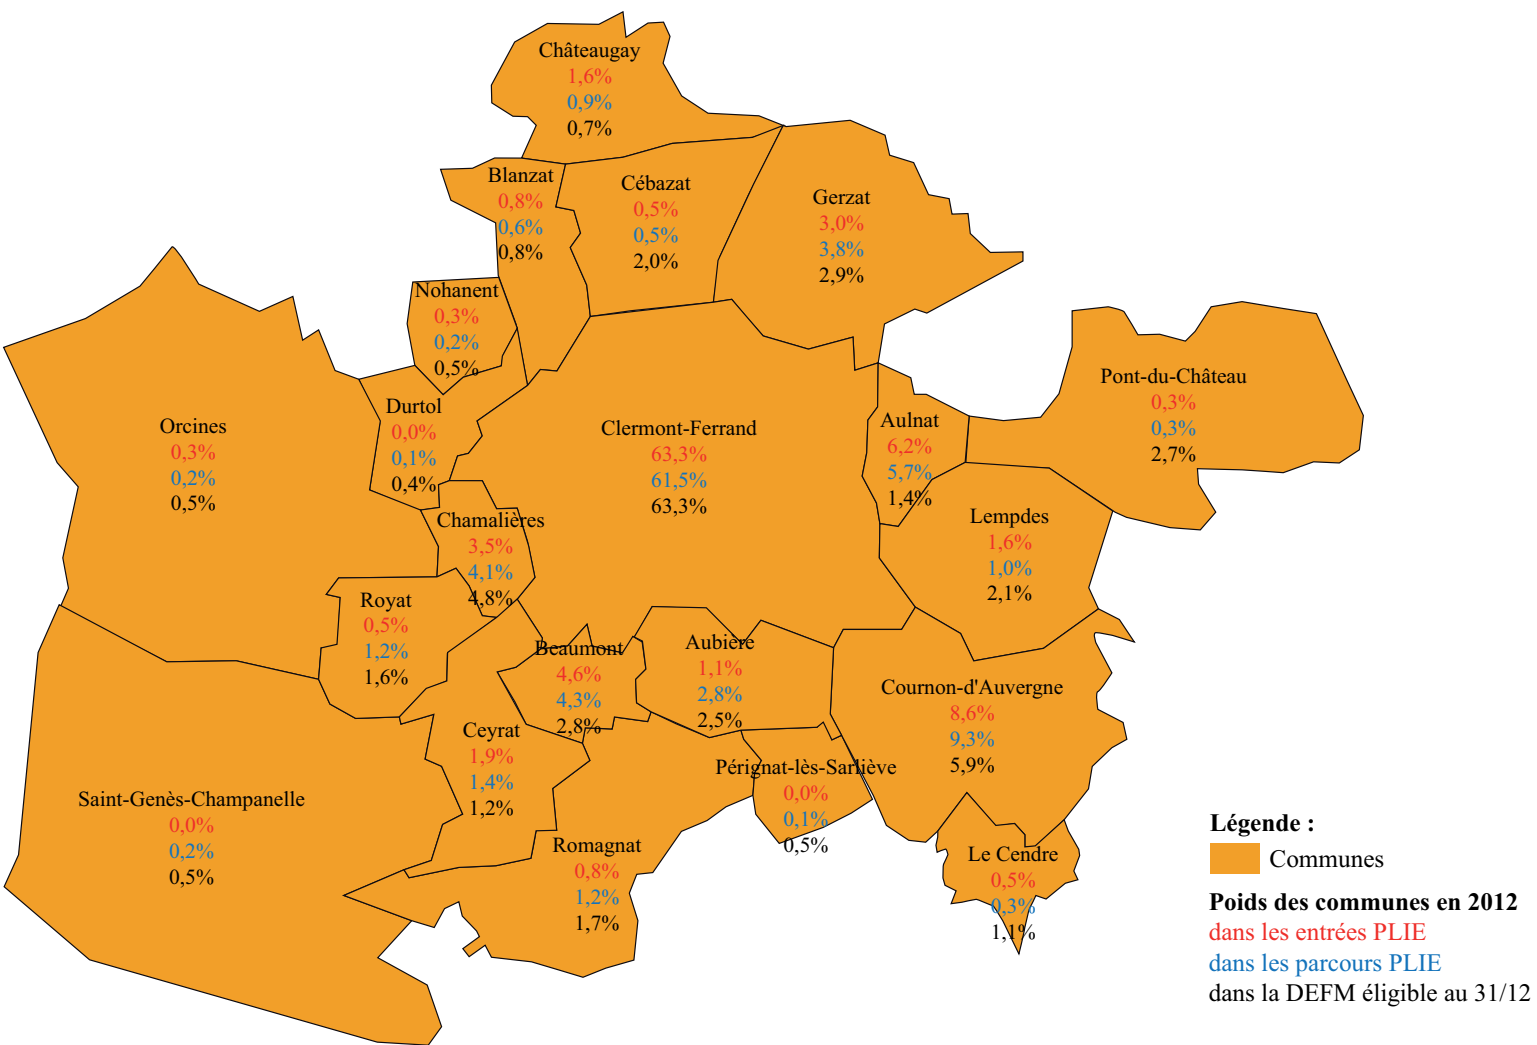 Châteaugay
1,6%
0,9%
0,7%
Blanzat
0,8%
0,6%
0,8%
Cébazat
0,5%
0,5%
2,0%
Gerzat
3,0%
3,8%
2,9%
Nohanent
0,3%
0,2%
0,5%
Pont-du-Château
0,3%
0,3%
2,7%
Durtol
0,0%
0,1%
0,4%
Orcines
0,3%
0,2%
0,5%
Clermont-Ferrand
63,3%
61,5%
63,3%
Aulnat
6,2%
5,7%
1,4%
Chamalières
3,5%
4,1%
4,8%
Lempdes
1,6%
1,0%
2,1%
Royat
0,5%
1,2%
1,6%
Beaumont
4,6%
4,3%
2,8%
Aubière
1,1%
2,8%
2,5%
Cournon-d'Auvergne
8,6%
9,3%
5,9%
Ceyrat
1,9%
1,4%
1,2%
Pérignat-lès-Sarliève
0,0%
0,1%
0,5%
Saint-Genès-Champanelle
0,0%
0,2%
0,5%
Romagnat
0,8%
1,2%
1,7%
Le Cendre
0,5%
0,3%
1,1%
Légende :
Communes
Poids des communes en 2012
dans les entrées PLIE
dans les parcours PLIE
dans la DEFM éligible au 31/12